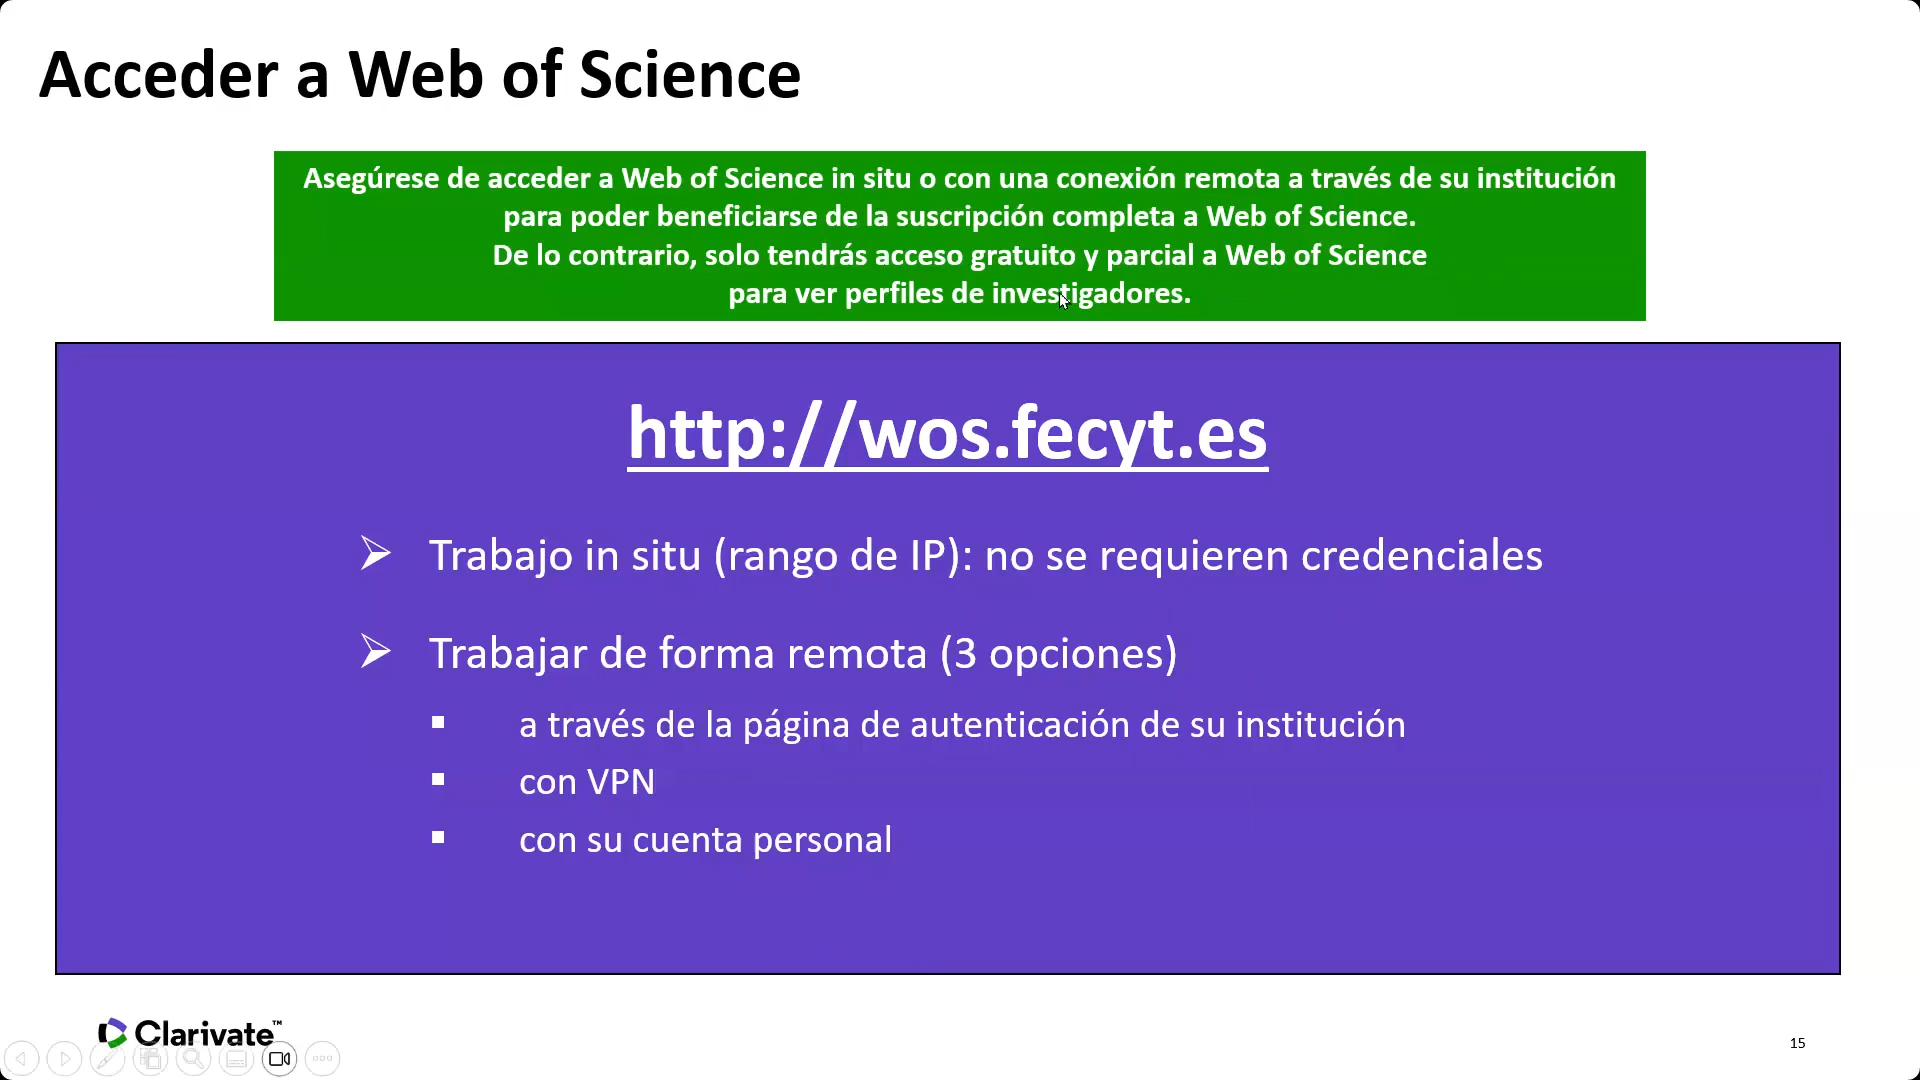 Acceder a Web of Science
Asegúrese de acceder a Web of Science in situ o con una conexión remota a través de su institución
para poder beneficiarse de la suscripción completa a Web of Science.
De lo contrario, solo tendrás acceso gratuito y parcial a Web of Science
para ver perfiles de investigadores.
http://wos.fecyt.es
Trabajo in situ (rango de IP): no se requieren credenciales
Trabajar de forma remota (3 opciones)
a través de la página de autenticación de su institución
con VPN
con su cuenta personal
Clarivate™
15